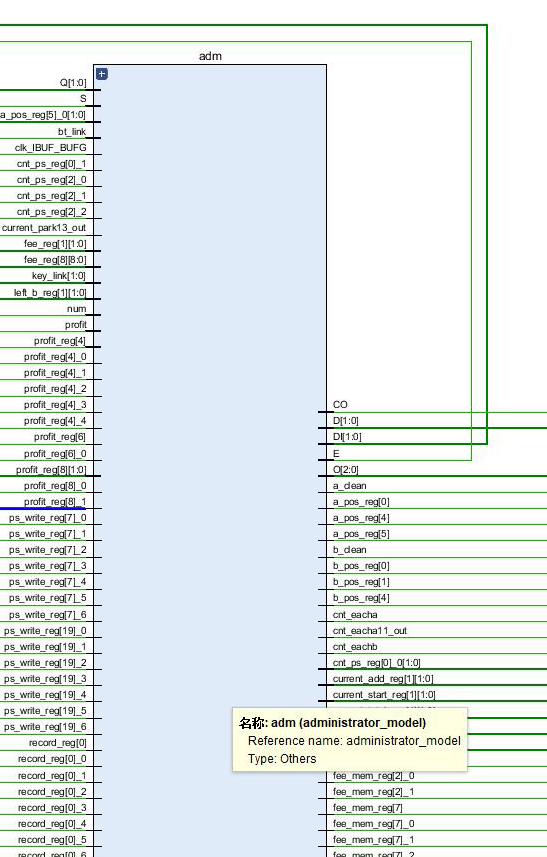 adm
Q[1:0]
S
a_pos_reg[5]_0[1:0]
bt_link
clk_IBUF_BUFG
cnt_ps_reg[0]_1
cnt_ps_reg[2]_0
cnt_ps_reg[2]_1
cnt_ps_reg[2]_2
current_park13_out
fee_reg[1][1:0]
fee_reg[8][8:0]
key_link[1:0]
left_b_reg[1][1:0]
num
profit
profit_reg[4]
profit_reg[4]_0
profit_reg[4]_1
profit_reg[4]_2
profit_reg[4]_3
profit_reg[4]_4
profit_reg[6]
profit_reg[6]_0
profit_reg[8][1:0]
profit_reg[8]_0
profit_reg[8]_1
ps_write_reg[7]_0
ps_write_reg[7]_1
ps_write_reg[7]_2
ps_write_reg[7]_3
ps_write_reg[7]_4
ps_write_reg[7]_5
ps_write_reg[7]_6
ps_write_reg[19]_0
ps_write_reg[19]_1
ps_write_reg[19]_2
ps_write_reg[19]_3
ps_write_reg[19]_4
ps_write_reg[19]_5
ps_write_reg[19]_6
record_reg[0]
record_reg[0]_0
record_reg[0]_1
record_reg[0]_2
record_reg[0]_3
record_reg[0]_4
record_reg[0]_5
record_reg[0]_6
CO
D[1:0]
DI[1:0]
E
O[2:0]
a_clean
a_pos_reg[0]
a_pos_reg[4]
a_pos_reg[5]
b_clean
b_pos_reg[0]
b_pos_reg[1]
b_pos_reg[4]
cnt_eacha
cnt_eacha11_out
cnt_eachb
cnt_ps_reg[0]_0[1:0]
current_add_reg[1][1:0]
current_start_reg[1][1:0]
名称: adm (administrator_model)
Reference name: administrator_model
Type: Others
fee_mem_reg[2]_0
fee_mem_reg[2]_1
fee_mem_reg[7]
fee_mem_reg[7]_0
fee_mem_reg[7]_1
fee_mem_reg[7]_2